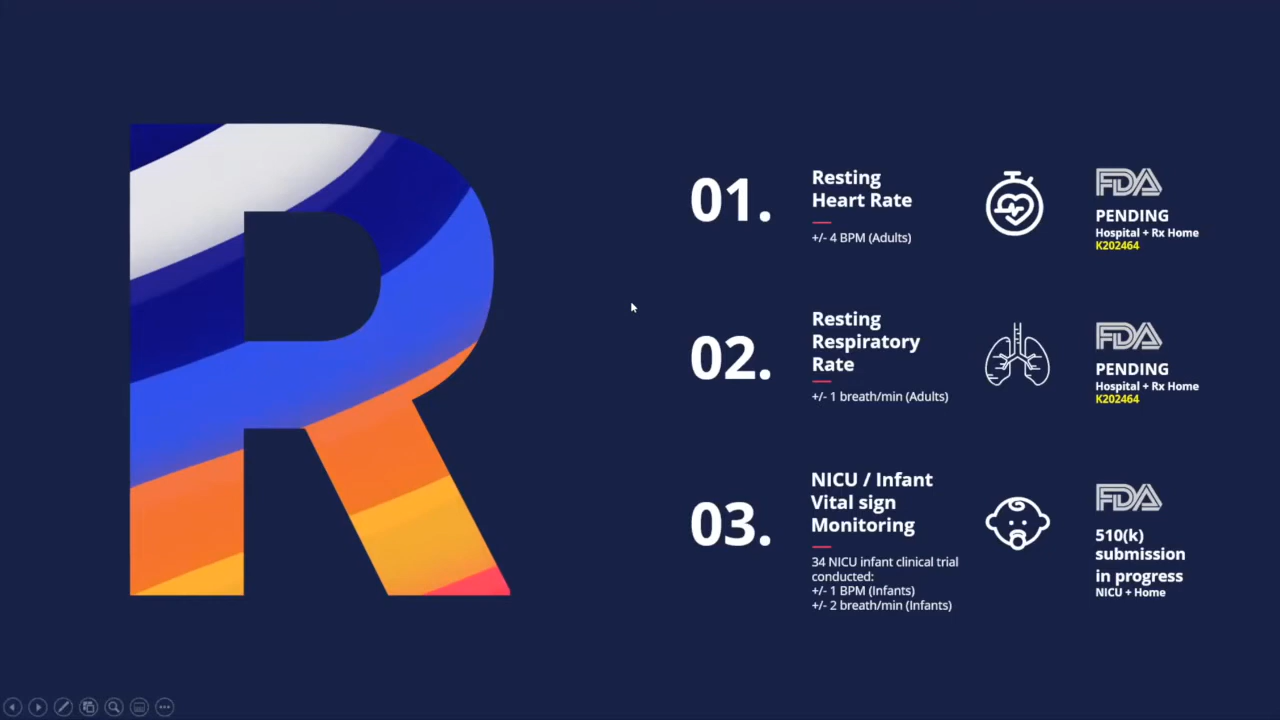 R
01.
Resting
Heart Rate
+/- 4 BPM (Adults)
FDA
PENDING
Hospital + Rx Home
K202464
02.
Resting
Respiratory
Rate
+/- 1 breath/min (Adults)
FDA
PENDING
Hospital + Rx Home
K202464
03.
NICU / Infant
Vital sign
Monitoring
34 NICU infant clinical trial
conducted:
+/- 1 BPM (Infants)
+/- 2 breath/min (Infants)
FDA
510(k)
submission
in progress
NICU + Home